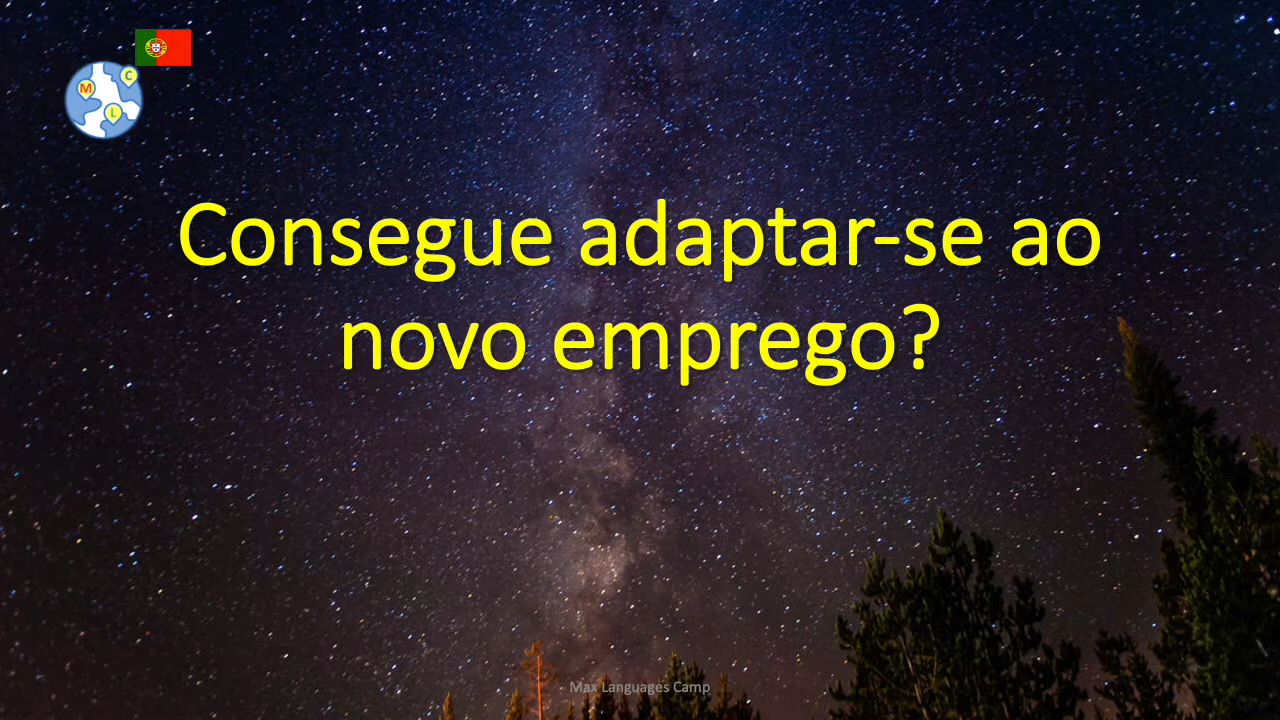 C
M
L
Consegue adaptar-se ao
novo emprego?
Max Languages Camp